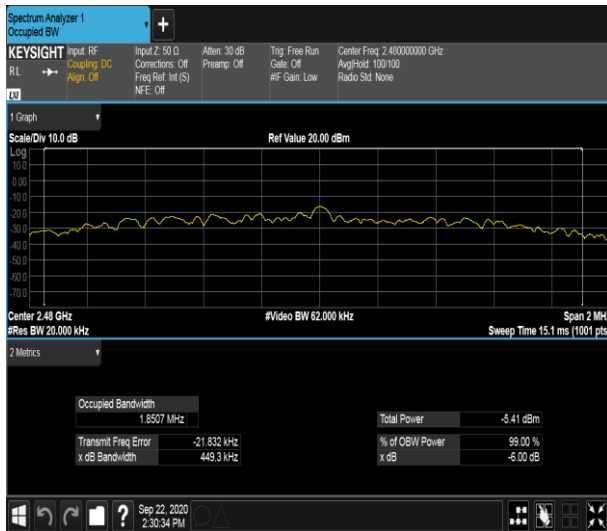 Spectrum Analyzer 1
Occupied BW
+
KEYSIGHT
RL
LXI
Input: RF
Coupling: DC
Align: Off
Input Z: 50 Ω
Corrections: Off
Freq Ref: Int (S)
NFE: Off
Atten: 30 dB
Preamp: Off
Trig: Free Run
Gate: Off
#IF Gain: Low
Center Freq: 2.480000000 GHz
Avg|Hold: 100/100
Radio Std: None
1 Graph
Scale/Div 10.0 dB
Ref Value 20.00 dBm
Log
10.0
0.00
-10.0
-20.0
-30.0
-40.0
-50.0
-60.0
-70.0
Center 2.48 GHz
#Video BW 62.000 kHz
Span 2 MH
#Res BW 20.000 kHz
Sweep Time 15.1 ms (1001 pts
2 Metrics
Occupied Bandwidth
1.8507 MHz
Total Power -5.41 dBm
Transmit Freq Error -21.832 kHz
% of OBW Power 99.00 %
x dB Bandwidth 449.3 kHz
x dB -6.00 dB
?
Sep 22, 2020
2:30:34 PM